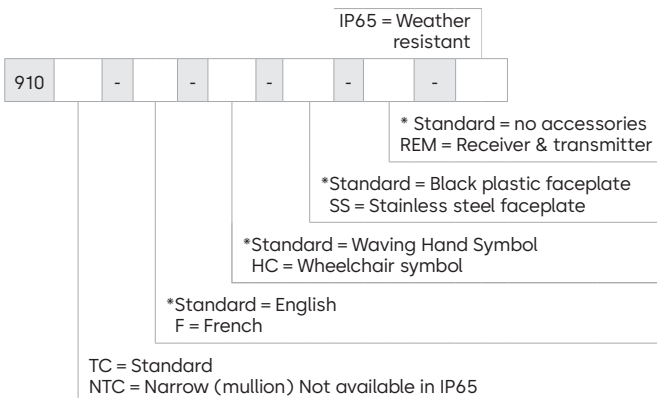 IP65 = Weather
resistant
910 - - - - -
* Standard = no accessories
REM = Receiver & transmitter
*Standard = Black plastic faceplate
SS = Stainless steel faceplate
*Standard = Waving Hand Symbol
HC = Wheelchair symbol
*Standard = English
F = French
TC = Standard
NTC = Narrow (mullion) Not available in IP65